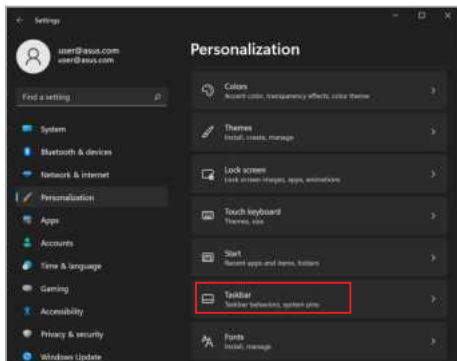 Settings
user@asus.com
user@asus.com
Find a setting
System
Bluetooth & devices
Network & internet
Personalization
Apps
Accounts
Time & language
Gaming
Accessibility
Privacy & security
Windows Update
Personalization
Colors
Accent color, transparency effects, color theme
Themes
Install, create, manage
Lock screen
Lock screen images, apps, animations
Touch keyboard
Themes, size
Start
Recent apps and items, folders
Taskbar
Taskbar behaviors, system pins
Fonts
Install, manage